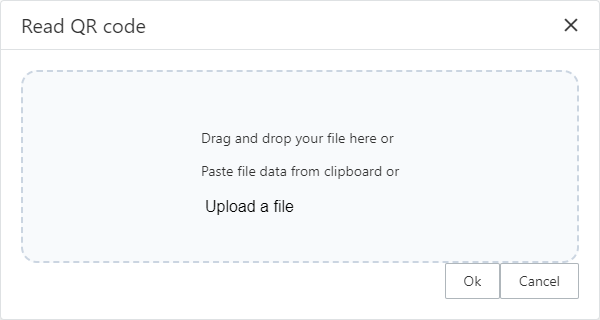 Read QR code
Drag and drop your file here or
Paste file data from clipboard or
Upload a file
Ok
Cancel